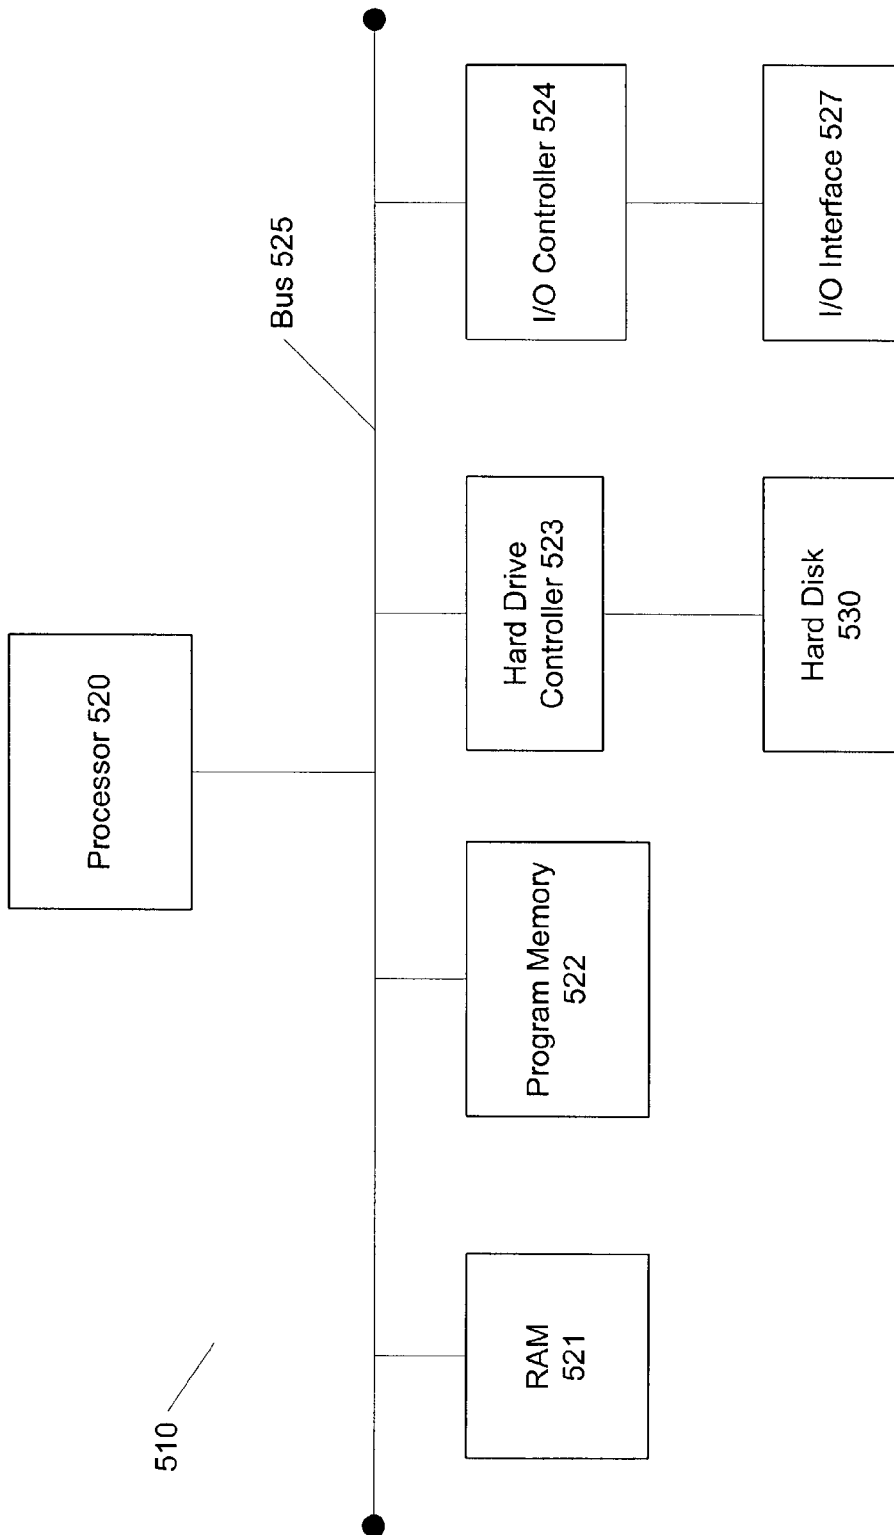 510
Processor 520
Bus 525
RAM
521
Program Memory
522
Hard Drive
Controller 523
I/O Controller 524
Hard Disk
530
I/O Interface 527